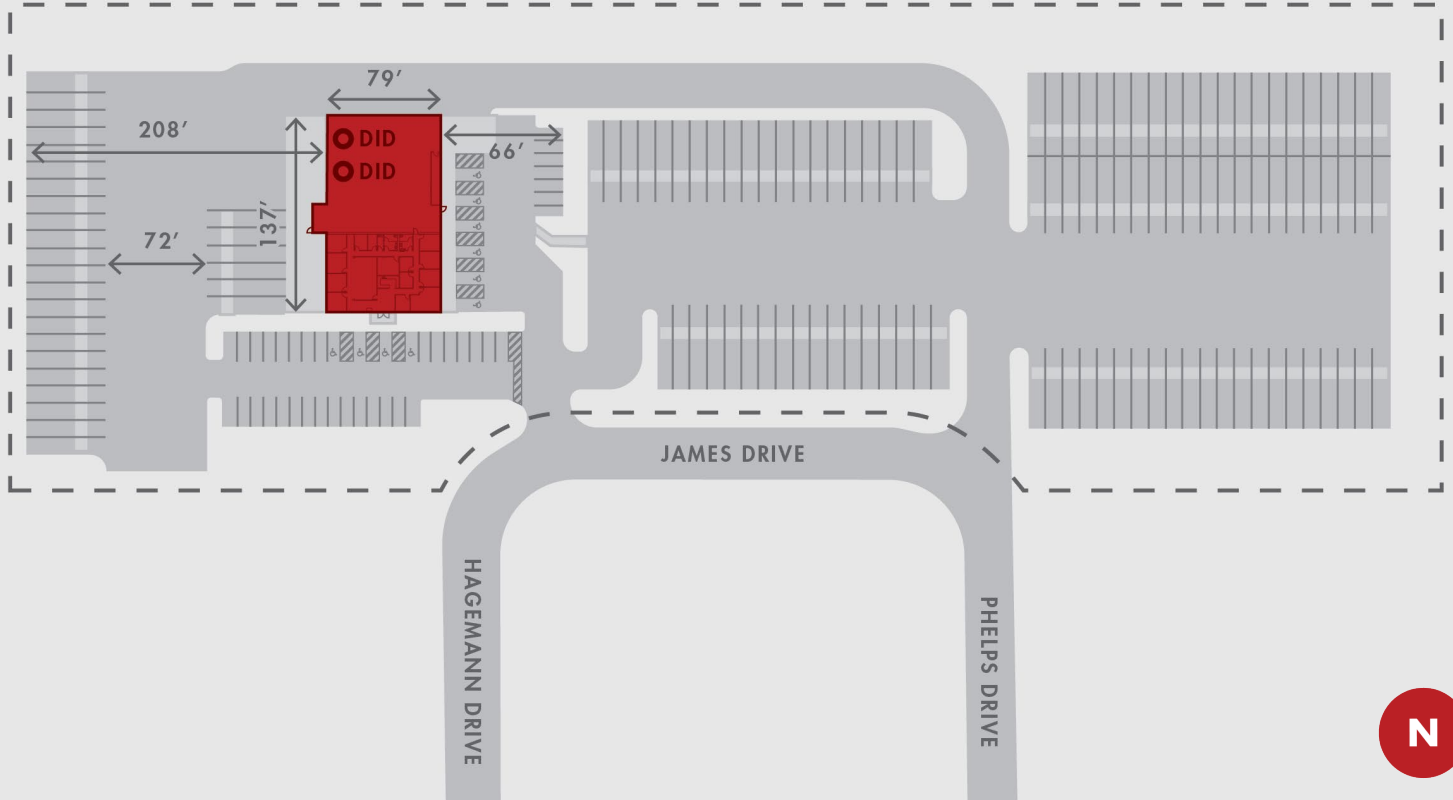 79′
208′
DID
66′
DID
137′
72′
JAMES DRIVE
HAGEMANN DRIVE
PHELPS DRIVE
N